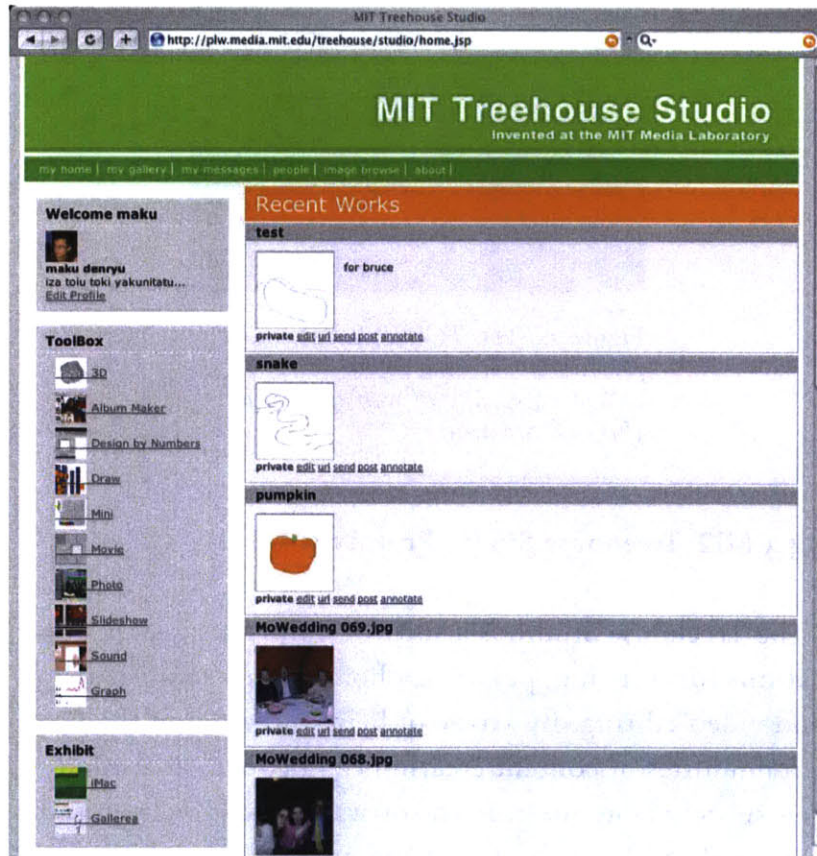 MIT Treehouse Studio
http://plw.media.mit.edu/treehouse/studio/home.jsp
MIT Treehouse Studio
Invented at the MIT Media Laboratory
my home | my gallery | my messages | people | image browse | about |
Welcome maku
maku denryu
iza toiu toki yakunitatu...
Edit Profile
ToolBox
3D
Album Maker
Design by Numbers
Draw
Mini
Movie
Photo
Slideshow
Sound
Graph
Exhibit
iMac
Gallerea
Recent Works
test
for bruce
private edit url send post annotate
snake
private edit url send post annotate
pumpkin
private edit url send post annotate
MoWedding 069.jpg
private edit url send post annotate
MoWedding 068.jpg